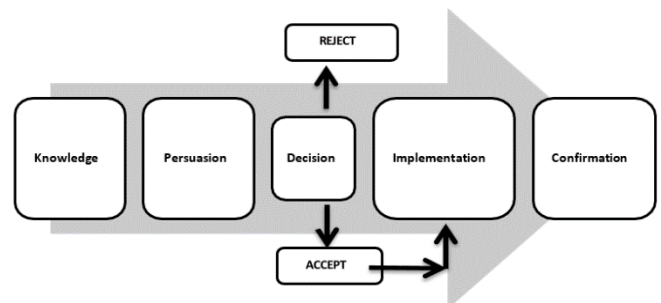 REJECT
Knowledge
Persuasion
Decision
Implementation
Confirmation
ACCEPT